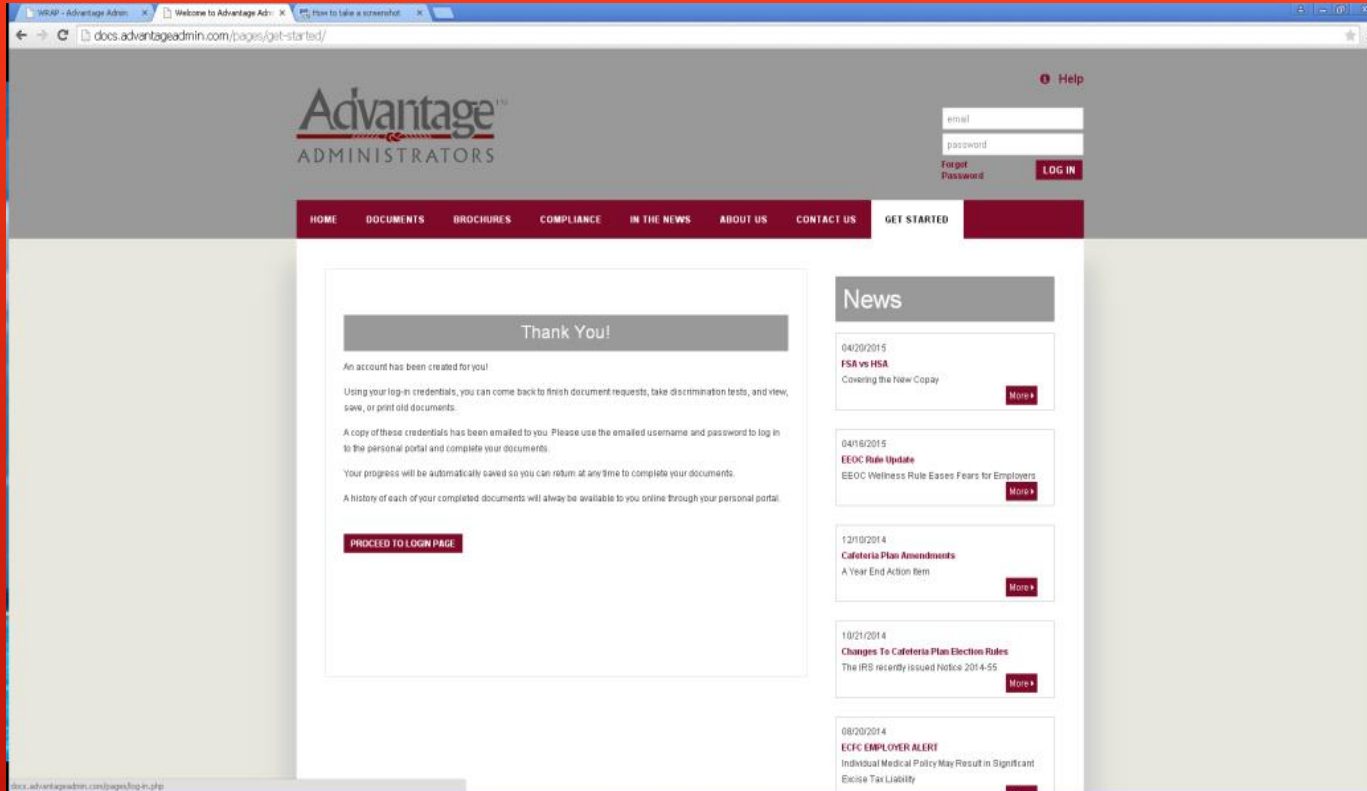 WRAP - Advantage Admin
Welcome to Advantage Adm
How to take a screenshot
docs.advantageadmin.com/pages/get-started/
Help
Advantage
ADMINISTRATORS
email
password
Forgot
Password
LOG IN
HOME DOCUMENTS BROCHURES COMPLIANCE IN THE NEWS ABOUT US CONTACT US GET STARTED
Thank You!
An account has been created for you!
Using your log-in credentials, you can come back to finish document requests, take discrimination tests, and view,
save, or print old documents.
A copy of these credentials has been emailed to you. Please use the emailed username and password to log in
to the personal portal and complete your documents.
Your progress will be automatically saved so you can return at any time to complete your documents.
A history of each of your completed documents will alway be available to you online through your personal portal.
PROCEED TO LOGIN PAGE
News
04/20/2015
FSA vs HSA
Covering the New Copay
More
04/16/2015
EEOC Rule Update
EEOC Wellness Rule Eases Fears for Employers
More
12/10/2014
Cafeteria Plan Amendments
A Year End Action Item
More
10/21/2014
Changes To Cafeteria Plan Election Rules
The IRS recently issued Notice 2014-55
More
08/20/2014
ECFC EMPLOYER ALERT
Individual Medical Policy May Result in Significant
Excise Tax Liability
docs.advantageadmin.com/pages/log-in.php